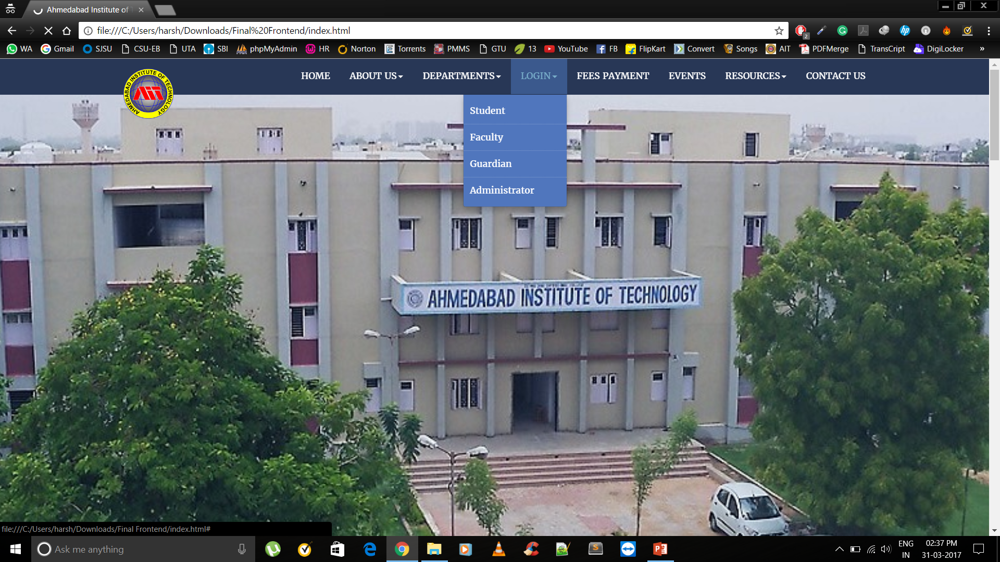 Ahmedabad Institute of T
file:///C:/Users/harsh/Downloads/Final%20Frontend/index.html
2
WA Gmail SJSU CSU-EB UTA SBI phpMyAdmin HR Norton Torrents PMMS GTU 13 YouTube FB FlipKart Convert Songs AIT PDFMerge TransCript DigiLocker »
AHMEDABAD INSTITUTE OF TECHNOLOGY
AIT
AHMEDABAD
HOME ABOUT US DEPARTMENTS LOGIN FEES PAYMENT EVENTS RESOURCES CONTACT US
Student
Faculty
Guardian
Administrator
AHMEDABAD INSTITUTE OF TECHNOLOGY
file:///C:/Users/harsh/Downloads/Final Frontend/index.html#
Ask me anything
ENG
IN
02:37 PM
31-03-2017